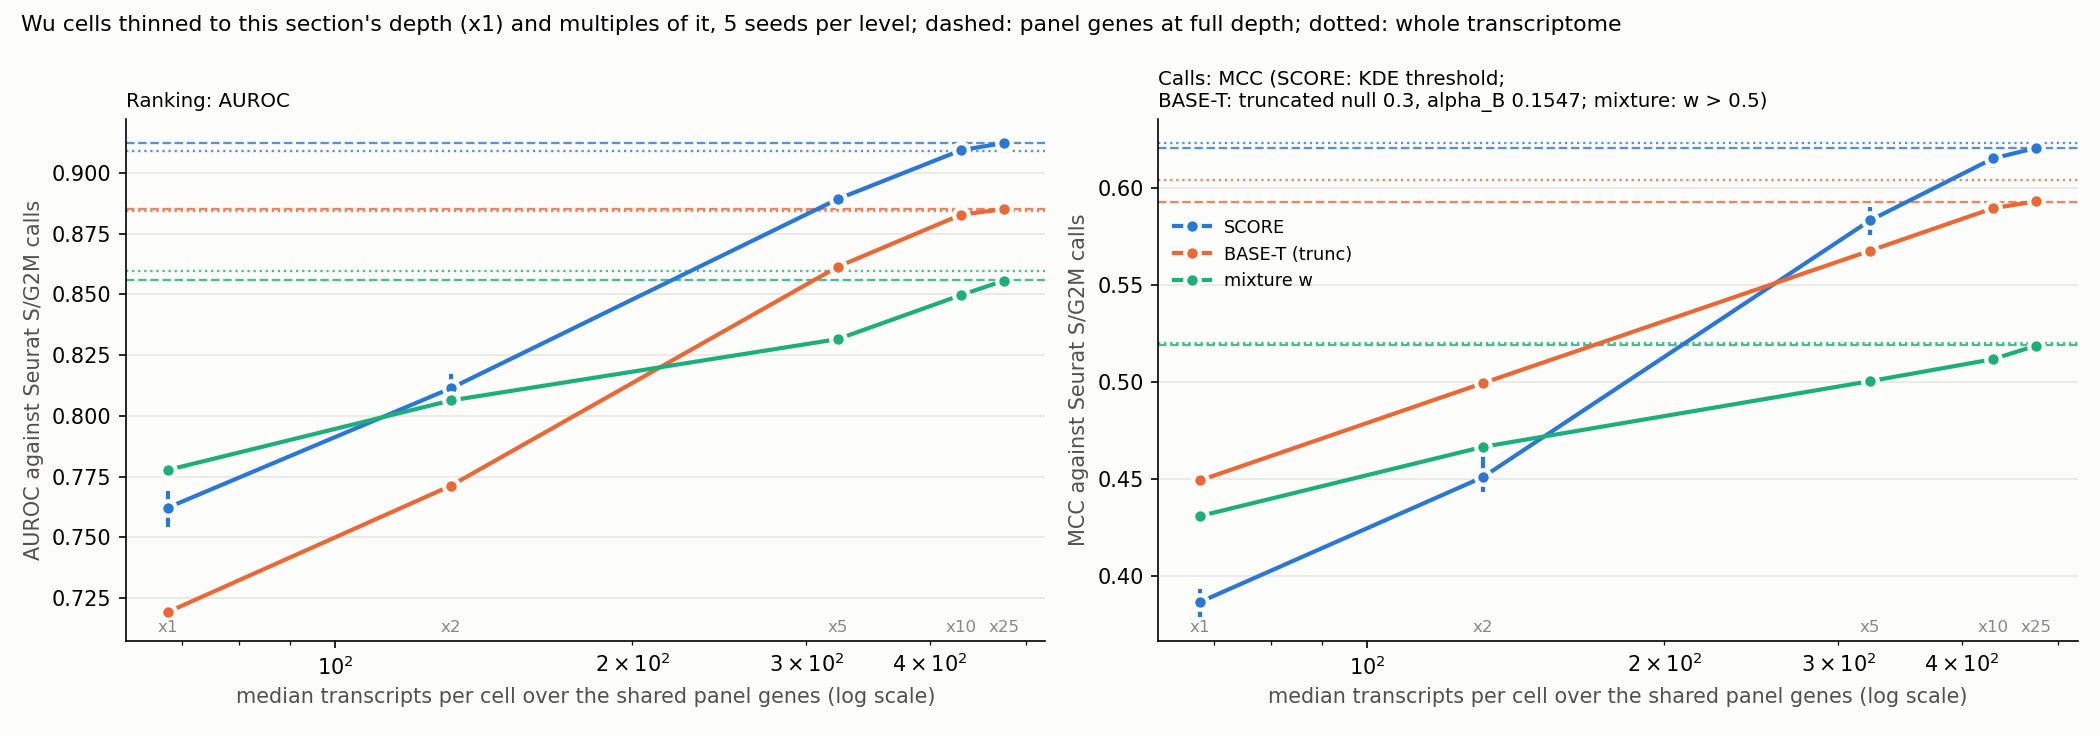 Wu cells thinned to this section's depth (x1) and multiples of it, 5 seeds per level; dashed: panel genes at full depth; dotted: whole transcriptome
Ranking: AUROC
AUROC against Seurat S/G2M calls
0.900
0.875
0.850
0.825
0.800
0.775
0.750
0.725
x1
x2
x5
x10
x25
10²
2 × 10²
3 × 10²
4 × 10²
median transcripts per cell over the shared panel genes (log scale)
Calls: MCC (SCORE: KDE threshold;
BASE-T: truncated null 0.3, alpha_B 0.1547; mixture: w > 0.5)
MCC against Seurat S/G2M calls
0.60
0.55
0.50
0.45
0.40
SCORE
BASE-T (trunc)
mixture w
x1
x2
x5
x10
x25
10²
2 × 10²
3 × 10²
4 × 10²
median transcripts per cell over the shared panel genes (log scale)